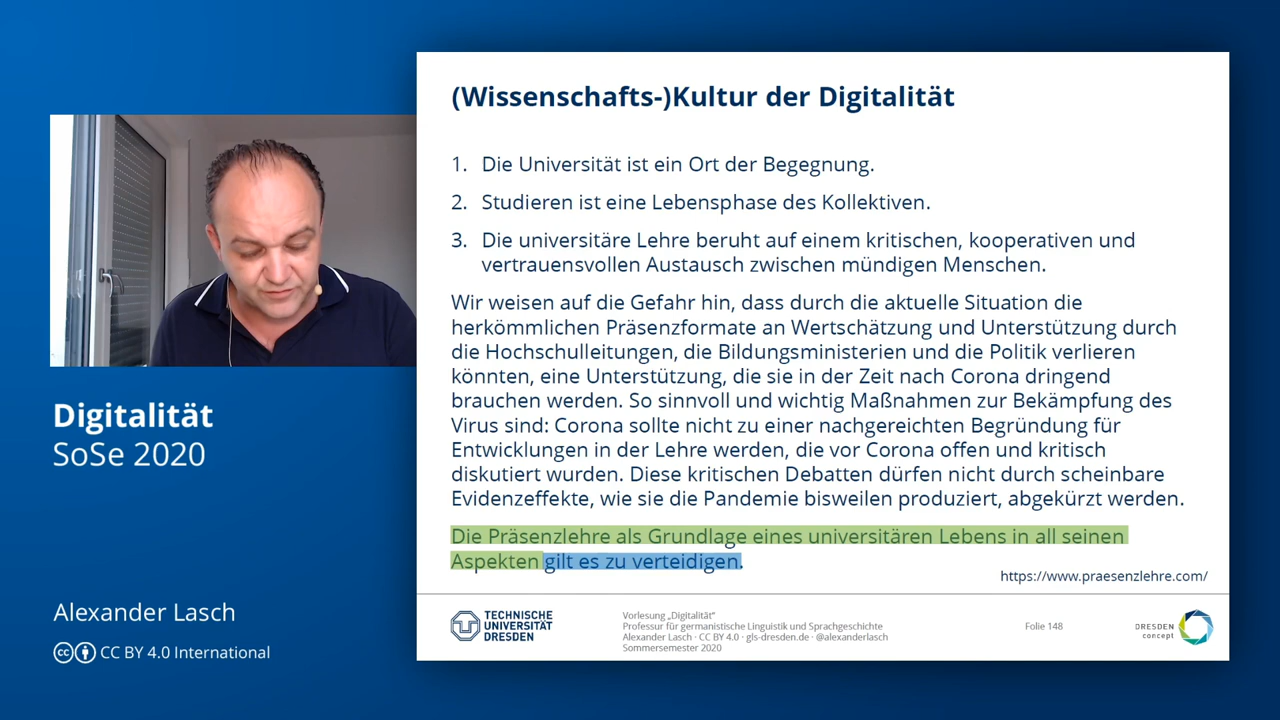 (Wissenschafts-)Kultur der Digitalität
1. Die Universität ist ein Ort der Begegnung.
2. Studieren ist eine Lebensphase des Kollektiven.
3. Die universitäre Lehre beruht auf einem kritischen, kooperativen und
vertrauensvollen Austausch zwischen mündigen Menschen.
Wir weisen auf die Gefahr hin, dass durch die aktuelle Situation die
herkömmlichen Präsenzformate an Wertschätzung und Unterstützung durch
die Hochschulleitungen, die Bildungsministerien und die Politik verlieren
könnten, eine Unterstützung, die sie in der Zeit nach Corona dringend
brauchen werden. So sinnvoll und wichtig Maßnahmen zur Bekämpfung des
Virus sind: Corona sollte nicht zu einer nachgereichten Begründung für
Entwicklungen in der Lehre werden, die vor Corona offen und kritisch
diskutiert wurden. Diese kritischen Debatten dürfen nicht durch scheinbare
Evidenzeffekte, wie sie die Pandemie bisweilen produziert, abgekürzt werden.
Die Präsenzlehre als Grundlage eines universitären Lebens in all seinen
Aspekten gilt es zu verteidigen.
https://www.praesenzlehre.com/
Digitalität
SoSe 2020
Alexander Lasch
CC BY 4.0 International
TECHNISCHE
UNIVERSITÄT
DRESDEN
Vorlesung „Digitalität“
Professur für germanistische Linguistik und Sprachgeschichte
Alexander Lasch · CC BY 4.0 · gls-dresden.de · @alexanderlasch
Sommersemester 2020
Folie 148
DRESDEN
concept